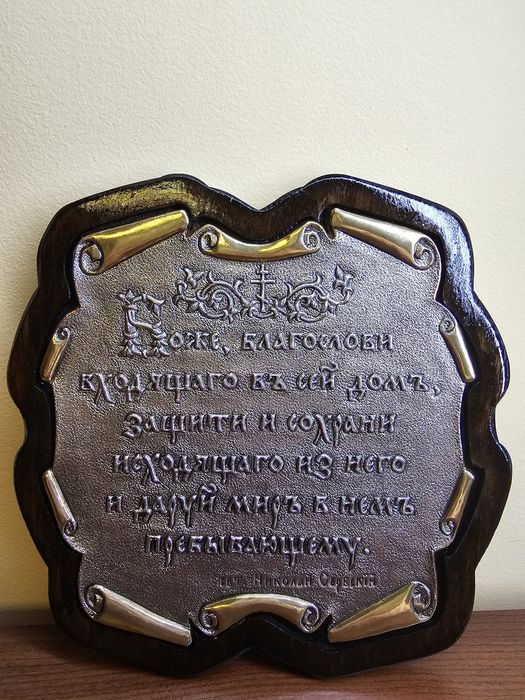 Боже, благослови
входящаго въ сей домъ,
защити и сохрани
исходящаго из него
и даруй миръ в немъ
пребывающему.
свт. Николай Сербский